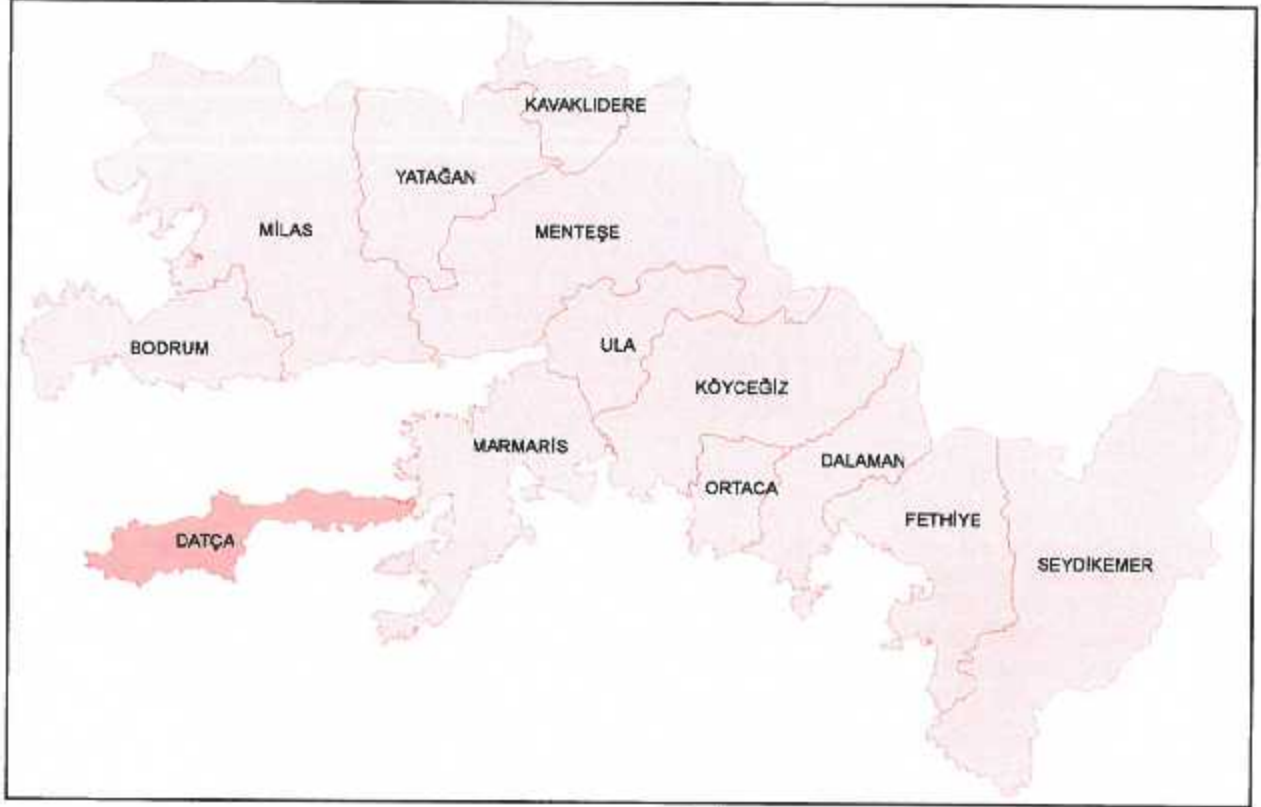 KAVAKLIDERE
YATAĞAN
MİLAS
MENTEŞE
BODRUM
ULA
KÖYCEĞİZ
MARMARİS
DALAMAN
ORTACA
FETHİYE
DATÇA
SEYDİKEMER